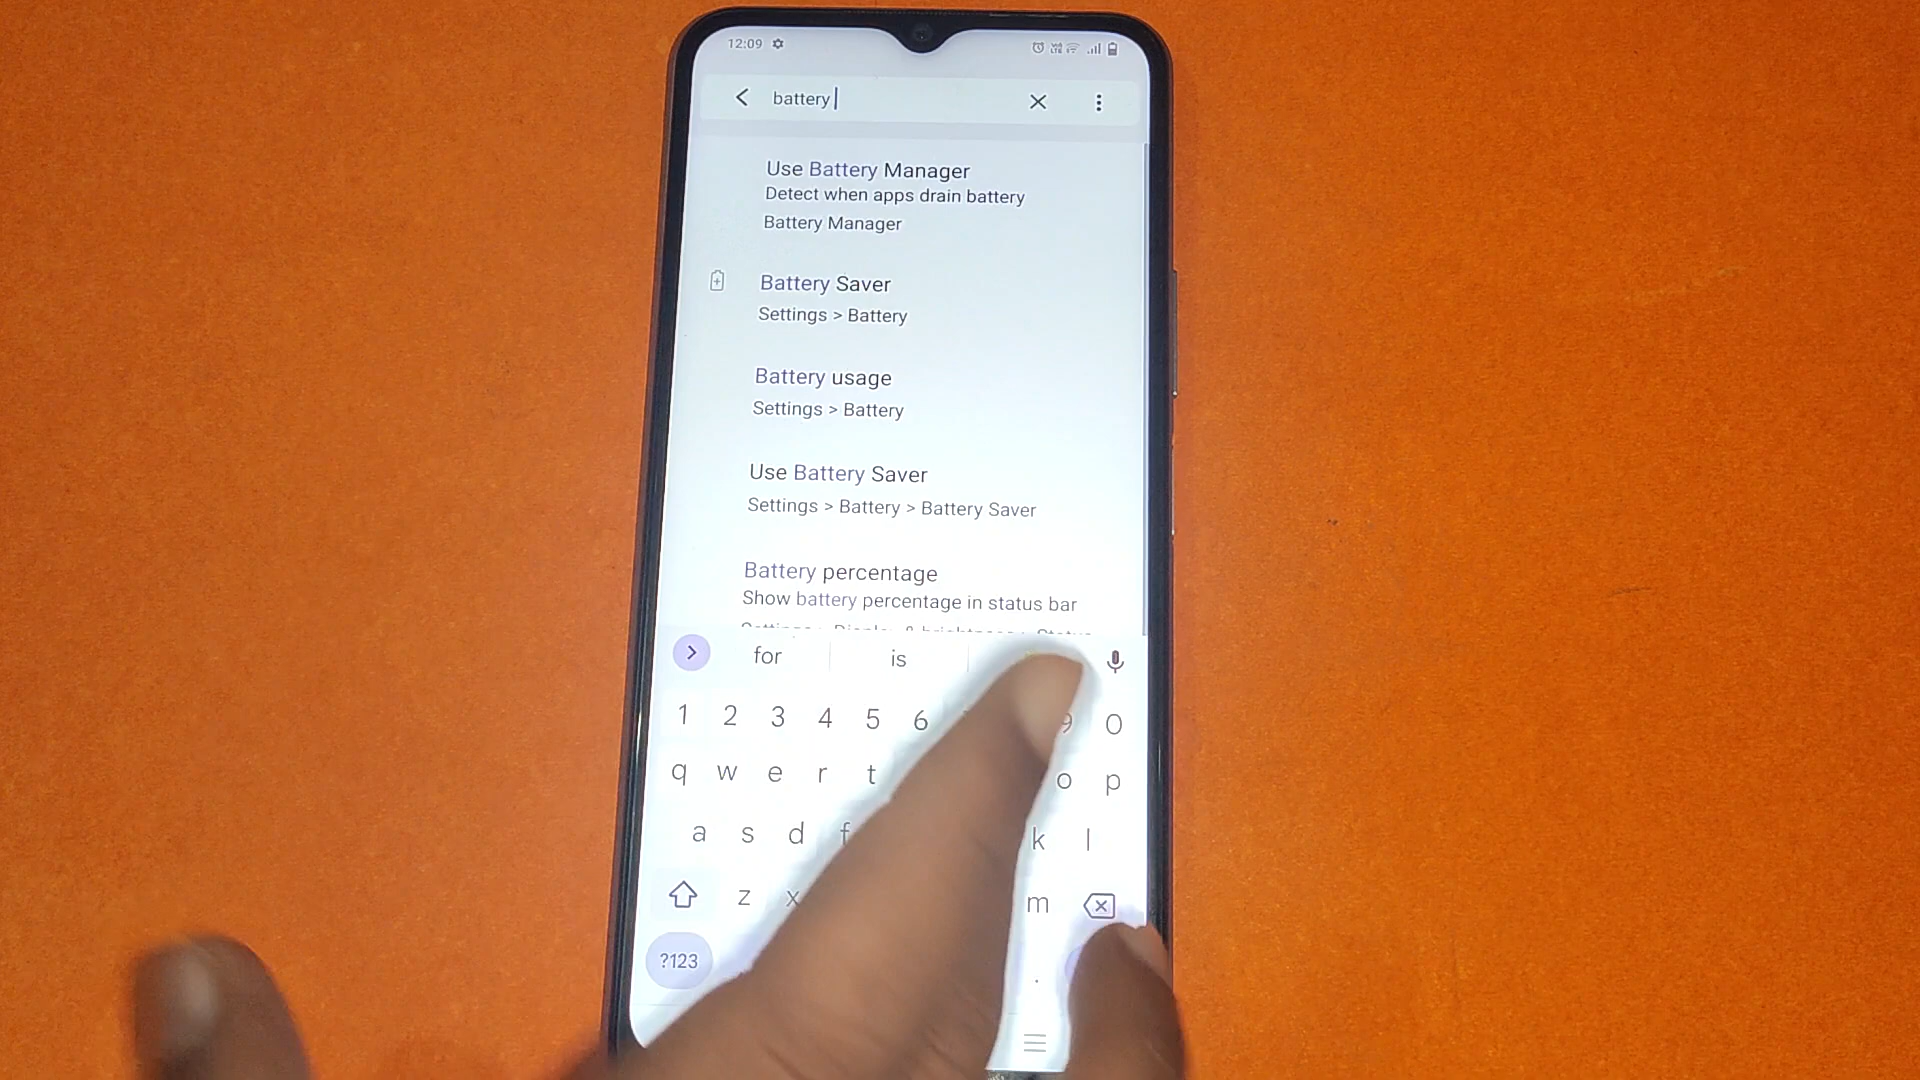 12:09
battery
Use Battery Manager
Detect when apps drain battery
Battery Manager
Battery Saver
Settings > Battery
Battery usage
Settings > Battery
Use Battery Saver
Settings > Battery > Battery Saver
Battery percentage
Show battery percentage in status bar
for is
1 2 3 4 5 6 9 0
q w e r t o p
a s d f k l
z x m
?123 .